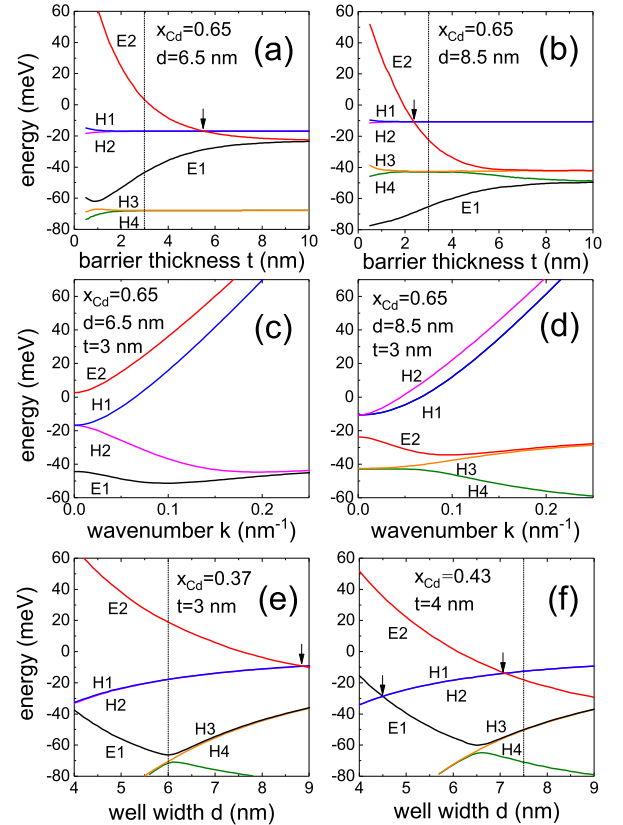 x_Cd=0.65
d=6.5 nm
(a)
E2
H1
H2
E1
H3
H4
60
40
20
0
-20
-40
-60
-80
energy (meV)
0 2 4 6 8 10
barrier thickness t (nm)
x_Cd=0.65
d=8.5 nm
(b)
E2
H1
H2
H3
H4
E1
60
40
20
0
-20
-40
-60
-80
0 2 4 6 8 10
barrier thickness t (nm)
x_Cd=0.65
d=6.5 nm
t=3 nm
(c)
E2
H1
H2
E1
60
40
20
0
-20
-40
-60
energy (meV)
0.0 0.1 0.2
wavenumber k (nm⁻¹)
x_Cd=0.65
d=8.5 nm
t=3 nm
(d)
H2
H1
E2
H3
H4
60
40
20
0
-20
-40
-60
0.0 0.1 0.2
wavenumber k (nm⁻¹)
x_Cd=0.37
t=3 nm
(e)
E2
H1
H2
E1
H3
H4
60
40
20
0
-20
-40
-60
-80
energy (meV)
4 5 6 7 8 9
well width d (nm)
x_Cd=0.43
t=4 nm
(f)
E2
H1
H2
E1
H3
H4
60
40
20
0
-20
-40
-60
-80
4 5 6 7 8 9
well width d (nm)